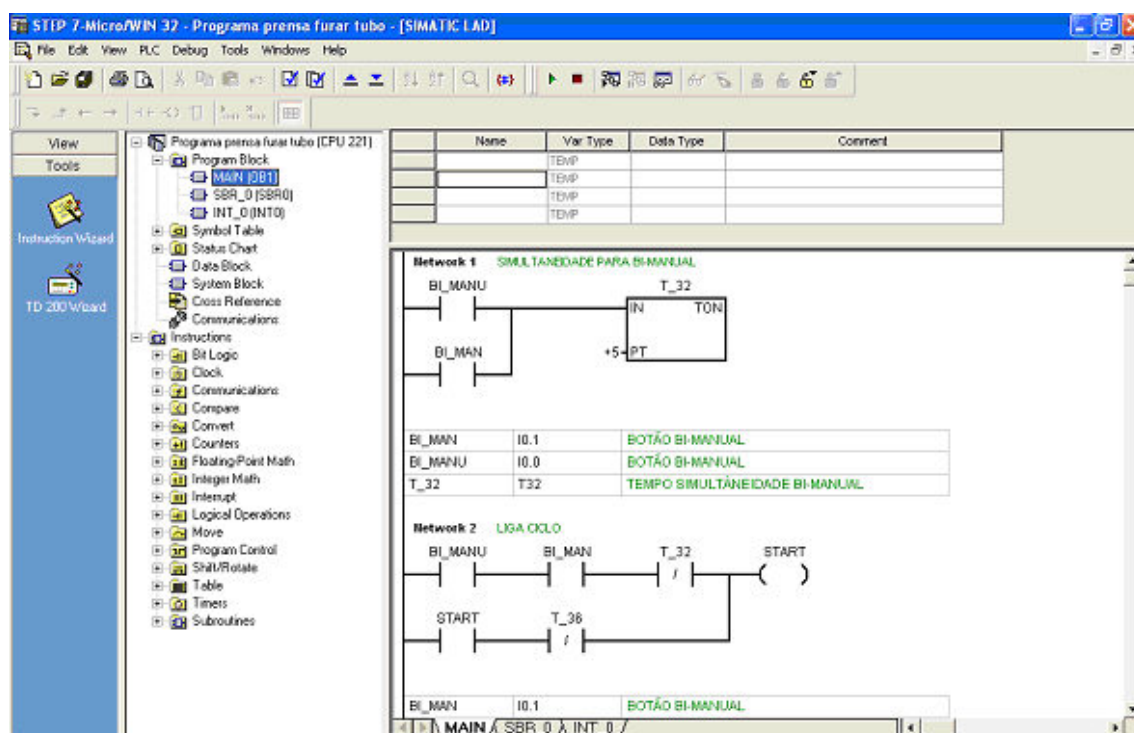 STEP 7-Micro/WIN 32 - Programa prensa furar tubo - [SIMATIC LAD]
File Edit View PLC Debug Tools Windows Help
View
Tools
Instruction Wizard
TD 200 Wizard
Programa prensa furar tubo (CPU 221)
Program Block
MAIN (OB1)
SBR_0 (SBR0)
INT_0 (INT0)
Symbol Table
Status Chart
Data Block
System Block
Cross Reference
Communications
Instructions
Bit Logic
Clock
Communications
Compare
Convert
Counters
Floating-Point Math
Integer Math
Interrupt
Logical Operations
Move
Program Control
Shift/Rotate
Table
Timers
Subroutines
Name Var Type Data Type Comment
TEMP
TEMP
TEMP
TEMP
Network 1 SIMULTANEIDADE PARA BI-MANUAL
BI_MANU T_32
IN TON
BI_MAN +5 PT
BI_MAN I0.1 BOTÃO BI-MANUAL
BI_MANU I0.0 BOTÃO BI-MANUAL
T_32 T32 TEMPO SIMULTÂNEIDADE BI-MANUAL
Network 2 LIGA CICLO
BI_MANU BI_MAN T_32 START
/ ( )
START T_36
/
BI_MAN I0.1 BOTÃO BI-MANUAL
MAIN SBR_0 INT_0